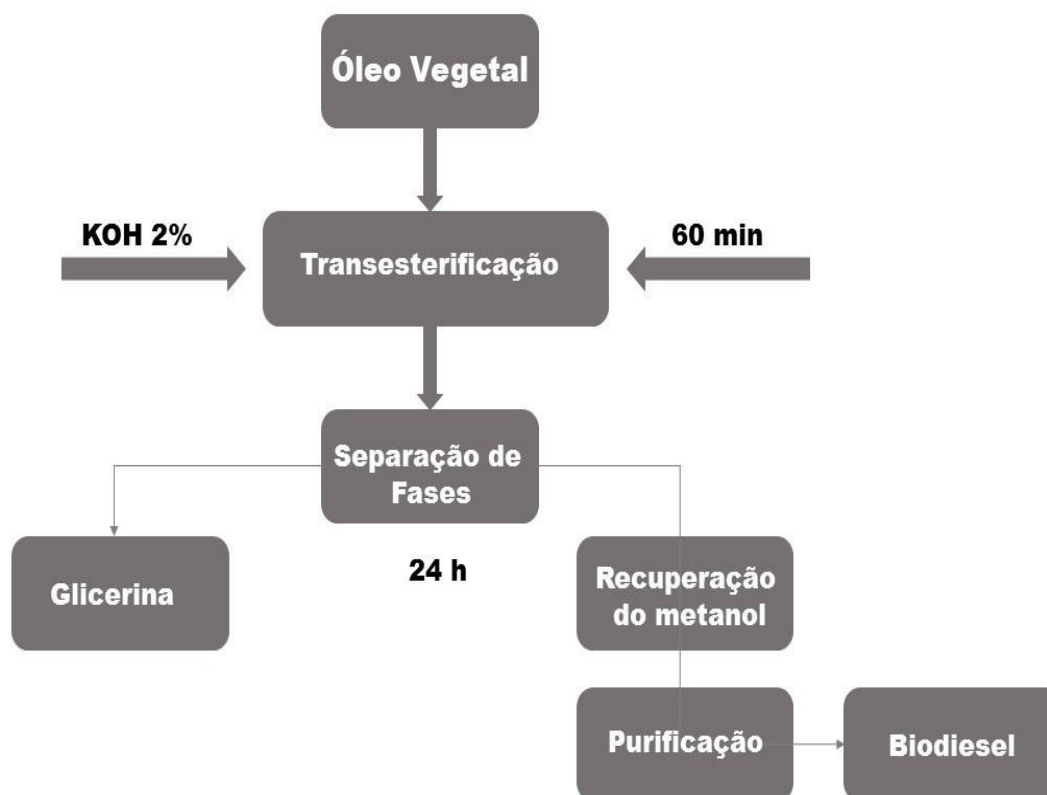 Óleo Vegetal
KOH 2%
60 min
Transesterificação
Separação de
Fases
24 h
Glicerina
Recuperação
do metanol
Purificação
Biodiesel